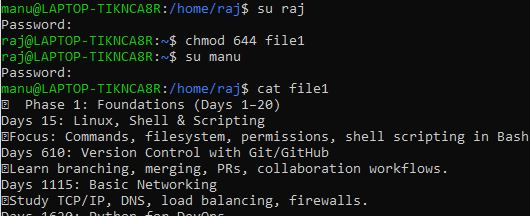 manu@LAPTOP-TIKNCA8R:/home/raj$ su raj
Password:
raj@LAPTOP-TIKNCA8R:~$ chmod 644 file1
raj@LAPTOP-TIKNCA8R:~$ su manu
Password:
manu@LAPTOP-TIKNCA8R:/home/raj$ cat file1
Phase 1: Foundations (Days 1–20)
Days 15: Linux, Shell & Scripting
Focus: Commands, filesystem, permissions, shell scripting in Bash
Days 610: Version Control with Git/GitHub
Learn branching, merging, PRs, collaboration workflows.
Days 1115: Basic Networking
Study TCP/IP, DNS, load balancing, firewalls.
Days 1620: Python for DevOps